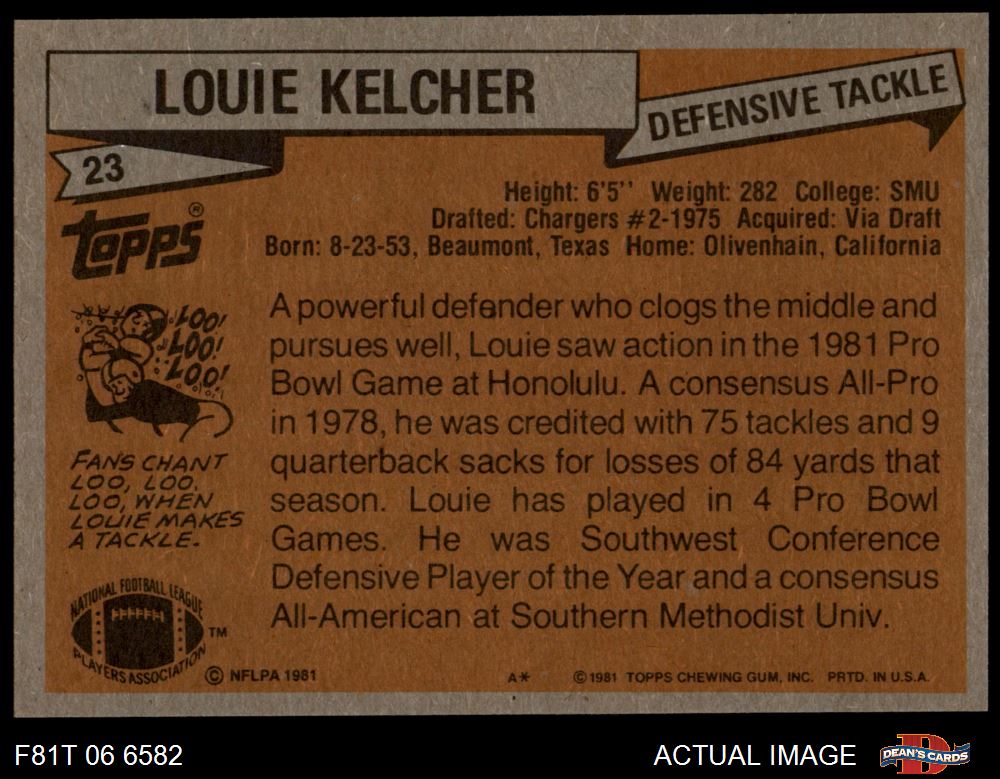 LOUIE KELCHER
DEFENSIVE TACKLE
23
Topps®
Height: 6'5'' Weight: 282 College: SMU
Drafted: Chargers #2-1975 Acquired: Via Draft
Born: 8-23-53, Beaumont, Texas Home: Olivenhain, California
LOO!
LOO!
LOO!
FANS CHANT
LOO, LOO,
LOO, WHEN
LOUIE MAKES
A TACKLE.
A powerful defender who clogs the middle and
pursues well, Louie saw action in the 1981 Pro
Bowl Game at Honolulu. A consensus All-Pro
in 1978, he was credited with 75 tackles and 9
quarterback sacks for losses of 84 yards that
season. Louie has played in 4 Pro Bowl
Games. He was Southwest Conference
Defensive Player of the Year and a consensus
All-American at Southern Methodist Univ.
NATIONAL FOOTBALL LEAGUE
PLAYERS ASSOCIATION
TM
© NFLPA 1981
A*
© 1981 TOPPS CHEWING GUM, INC. PRTD. IN U.S.A.
F81T 06 6582
ACTUAL IMAGE
DEAN'S CARDS